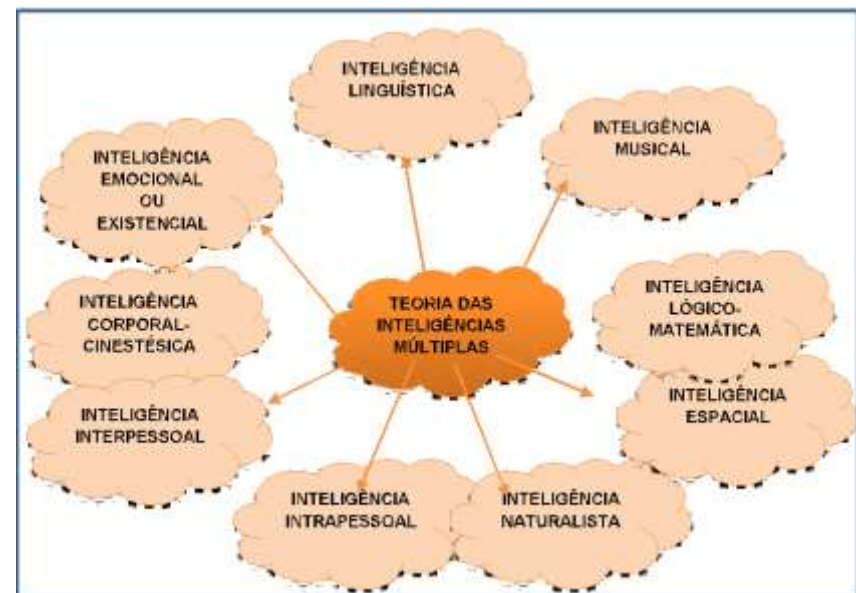 INTELIGÊNCIA
LINGUÍSTICA
INTELIGÊNCIA
MUSICAL
INTELIGÊNCIA
EMOCIONAL
OU
EXISTENCIAL
INTELIGÊNCIA
CORPORAL-
CINESTÉSICA
TEORIA DAS
INTELIGÊNCIAS
MÚLTIPLAS
INTELIGÊNCIA
LÓGICO-
MATEMÁTICA
INTELIGÊNCIA
ESPACIAL
INTELIGÊNCIA
INTERPESSOAL
INTELIGÊNCIA
INTRAPESSOAL
INTELIGÊNCIA
NATURALISTA